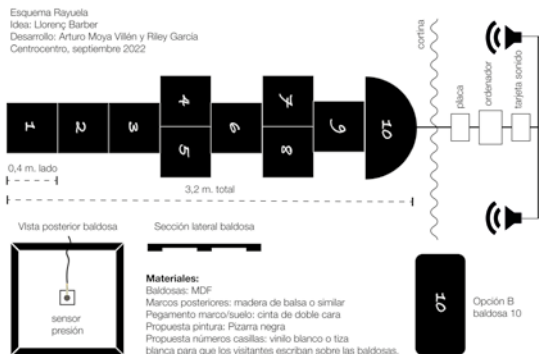 Esquema Rayuela
Idea: Llorenç Barber
Desarrollo: Arturo Moya Villén y Riley García
Centrocentro, septiembre 2022
cortina
placa
ordenador
tarjeta sonido
1
2
3
4
5
6
7
8
9
10
0,4 m. lado
3,2 m. total
Vista posterior baldosa
Sección lateral baldosa
sensor
presión
Materiales:
Baldosas: MDF
Marcos posteriores: madera de balsa o similar
Pegamento marco/suelo: cinta de doble cara
Propuesta pintura: Pizarra negra
Propuesta números casillas: vinilo blanco o tiza
blanca para que los visitantes escriban sobre las baldosas.
10
Opción B
baldosa 10